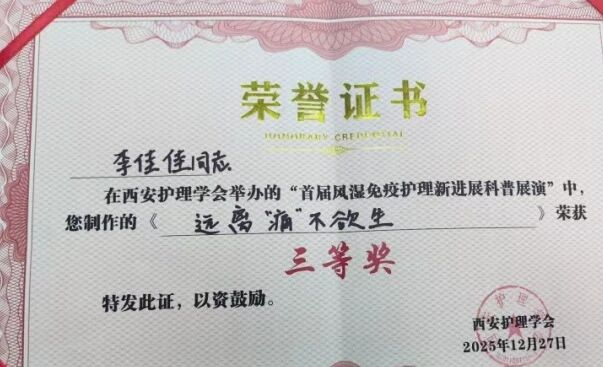 荣誉证书
HONORARY CREDENTIAL
李佳佳同志
在西安护理学会举办的“首届风湿免疫护理新进展科普展演”中，
您制作的《远离“痛”不欲生》荣获
三等奖
特发此证，以资鼓励。
西安护理学会
2025年12月27日